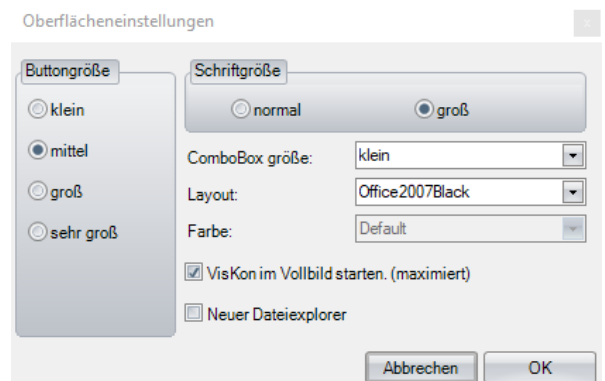 Oberflächeneinstellungen
x
Buttongröße
klein
mittel
groß
sehr groß
Schriftgröße
normal
groß
ComboBox größe:
klein
Layout:
Office2007Black
Farbe:
Default
VisKon im Vollbild starten. (maximiert)
Neuer Dateiexplorer
Abbrechen
OK